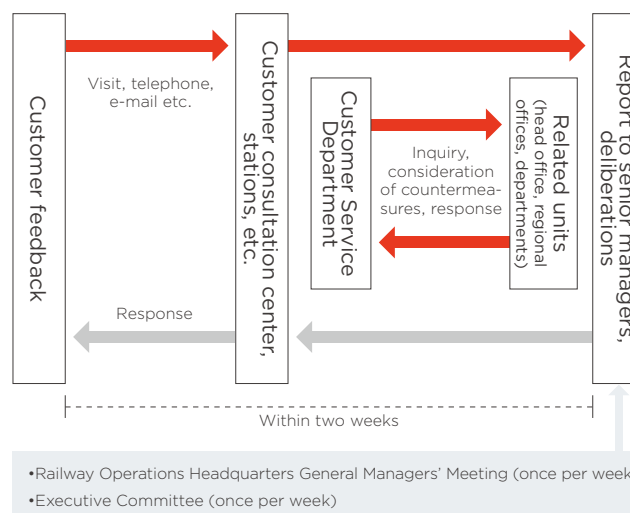 Customer feedback
Visit, telephone,
e-mail etc.
Response
Customer consultation center,
stations, etc.
Customer Service
Department
Inquiry,
consideration
of countermea-
sures, response
Related units
(head office, regional
offices, departments)
Report to senior managers,
deliberations
Within two weeks
•Railway Operations Headquarters General Managers’ Meeting (once per week
•Executive Committee (once per week)